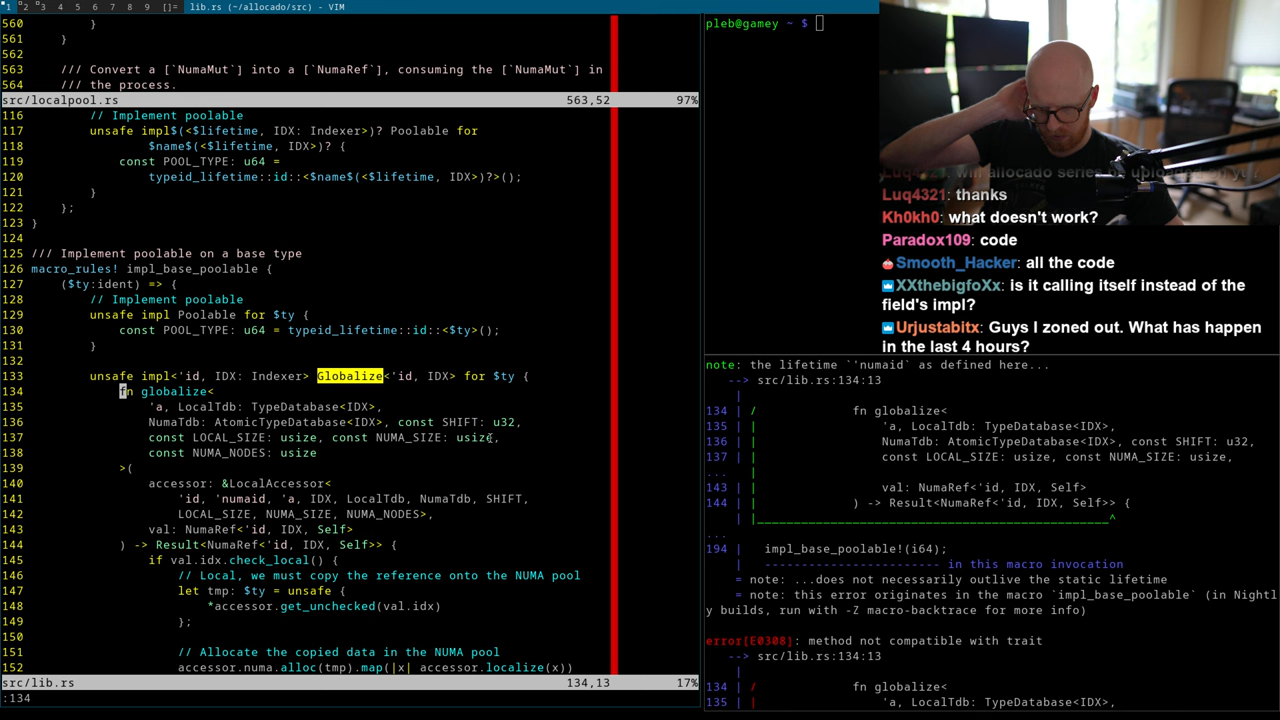 1 2 3 4 5 6 7 8 9 []= lib.rs (~/allocado/src) - VIM
560 }
561 }
562
563 /// Convert a [`NumaMut`] into a [`NumaRef`], consuming the [`NumaMut`] in
564 /// the process.
src/localpool.rs 563,52 97%
116 // Implement poolable
117 unsafe impl$(<$lifetime, IDX: Indexer>)? Poolable for
118 $name$(<$lifetime, IDX>)? {
119 const POOL_TYPE: u64 =
120 typeid_lifetime::id::<$name$(<$lifetime, IDX>)?>();
121 }
122 };
123 }
124
125 /// Implement poolable on a base type
126 macro_rules! impl_base_poolable {
127 ($ty:ident) => {
128 // Implement poolable
129 unsafe impl Poolable for $ty {
130 const POOL_TYPE: u64 = typeid_lifetime::id::<$ty>();
131 }
132
133 unsafe impl<'id, IDX: Indexer> Globalize<'id, IDX> for $ty {
134 fn globalize<
135 'a, LocalTdb: TypeDatabase<IDX>,
136 NumaTdb: AtomicTypeDatabase<IDX>, const SHIFT: u32,
137 const LOCAL_SIZE: usize, const NUMA_SIZE: usize,
138 const NUMA_NODES: usize
139 >(
140 accessor: &LocalAccessor<
141 'id, 'numaid, 'a, IDX, LocalTdb, NumaTdb, SHIFT,
142 LOCAL_SIZE, NUMA_SIZE, NUMA_NODES>,
143 val: NumaRef<'id, IDX, Self>
144 ) -> Result<NumaRef<'id, IDX, Self>> {
145 if val.idx.check_local() {
146 // Local, we must copy the reference onto the NUMA pool
147 let tmp: $ty = unsafe {
148 *accessor.get_unchecked(val.idx)
149 };
150
151 // Allocate the copied data in the NUMA pool
152 accessor.numa.alloc(tmp).map(|x| accessor.localize(x))
src/lib.rs 134,13 17%
:134
pleb@gamey ~ $
Luq4321: thanks
Kh0kh0: what doesn't work?
Paradox109: code
Smooth_Hacker: all the code
XXthebigfoXx: is it calling itself instead of the
field's impl?
Urjustabitx: Guys I zoned out. What has happen
in the last 4 hours?
note: the lifetime `'numaid` as defined here...
--> src/lib.rs:134:13
|
134 | / fn globalize<
135 | | 'a, LocalTdb: TypeDatabase<IDX>,
136 | | NumaTdb: AtomicTypeDatabase<IDX>, const SHIFT: u32,
137 | | const LOCAL_SIZE: usize, const NUMA_SIZE: usize,
... |
143 | | val: NumaRef<'id, IDX, Self>
144 | | ) -> Result<NumaRef<'id, IDX, Self>> {
| |________________________________________________^
...
194 | impl_base_poolable!(i64);
| ------------------------ in this macro invocation
= note: ...does not necessarily outlive the static lifetime
= note: this error originates in the macro `impl_base_poolable` (in Nightl
y builds, run with -Z macro-backtrace for more info)
error[E0308]: method not compatible with trait
--> src/lib.rs:134:13
|
134 | / fn globalize<
135 | | 'a, LocalTdb: TypeDatabase<IDX>,